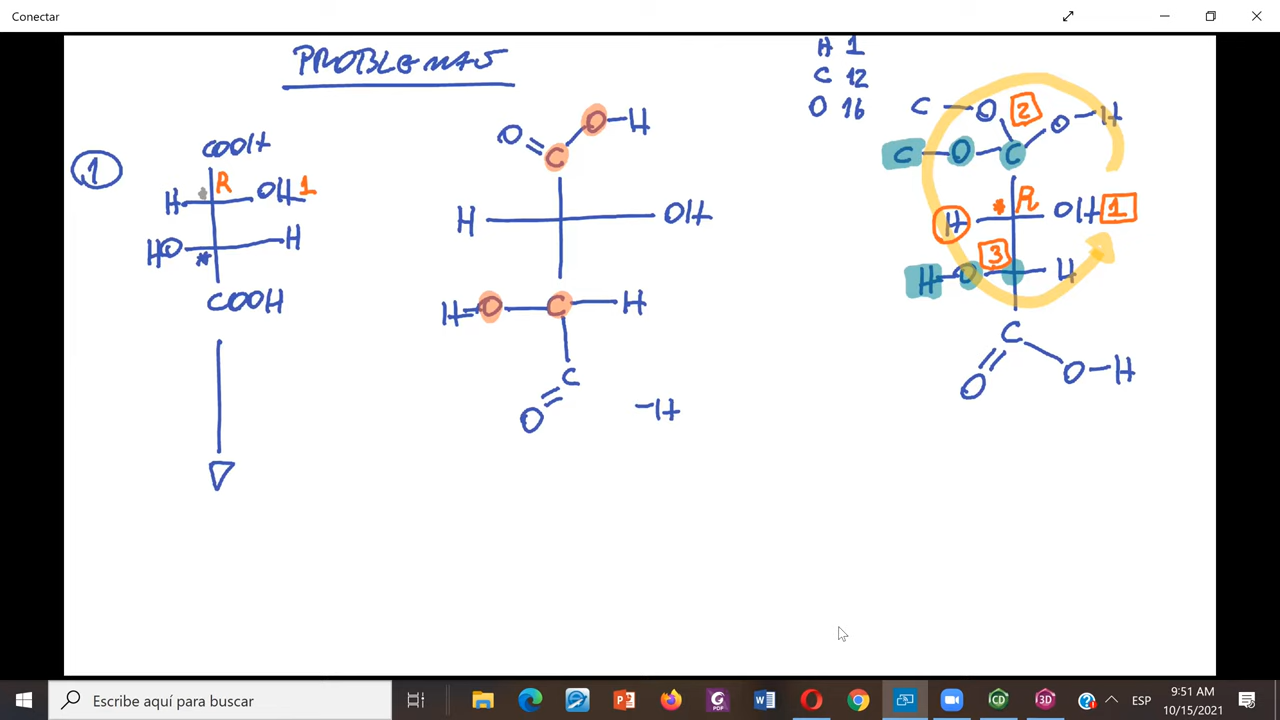 Conectar
PROBLEMAS
H 1
C 12
O 16
1
COOH
H R OH 1
* 
HO H
*
COOH
O O-H
C
H OH
H-O-C H
C
O
-H
C-O 2 O H
C-O C
* R
H OH 1
3
H-O H
C
O O-H
Escribe aquí para buscar
ESP
9:51 AM
10/15/2021